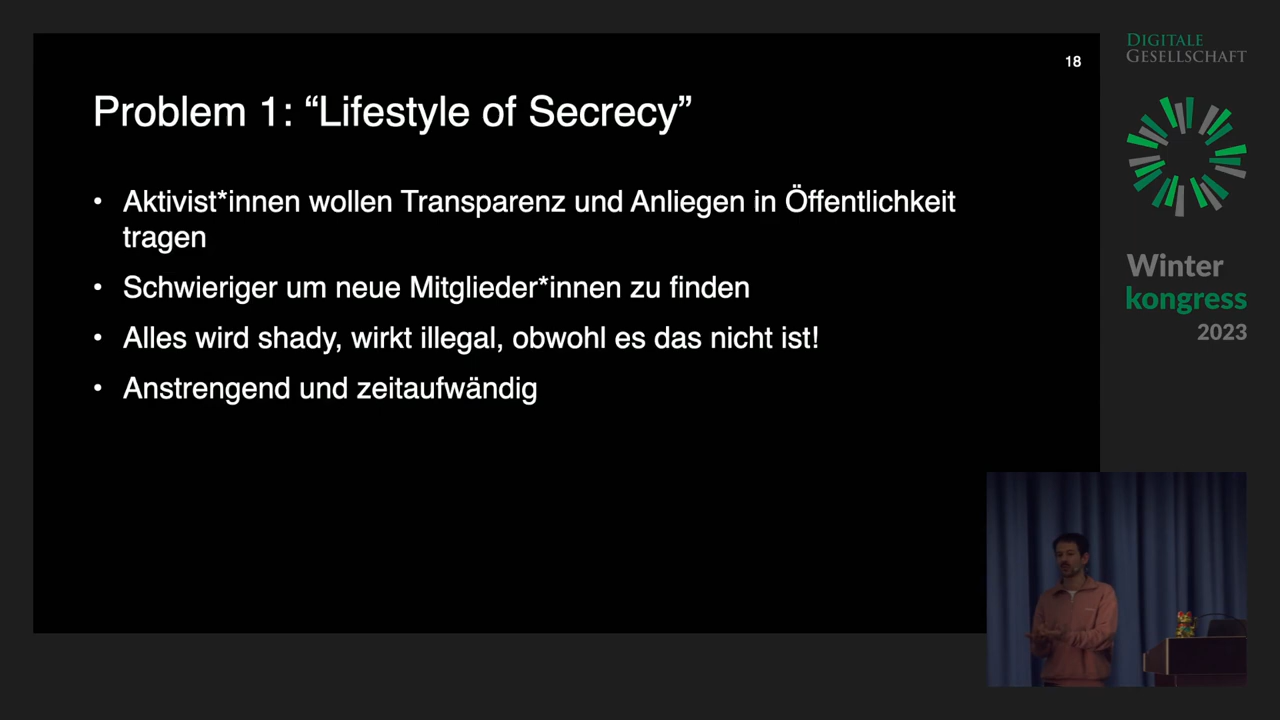 18
Problem 1: “Lifestyle of Secrecy”
• Aktivist*innen wollen Transparenz und Anliegen in Öffentlichkeit
tragen
• Schwieriger um neue Mitglieder*innen zu finden
• Alles wird shady, wirkt illegal, obwohl es das nicht ist!
• Anstrengend und zeitaufwändig
DIGITALE
GESELLSCHAFT
Winter
kongress
2023